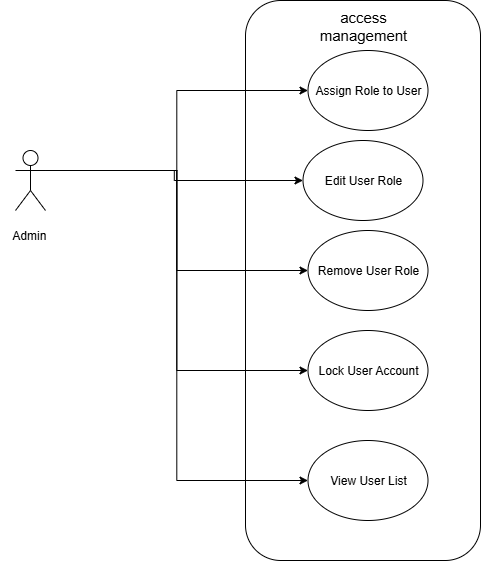 access
management
Assign Role to User
Edit User Role
Admin
Remove User Role
Lock User Account
View User List